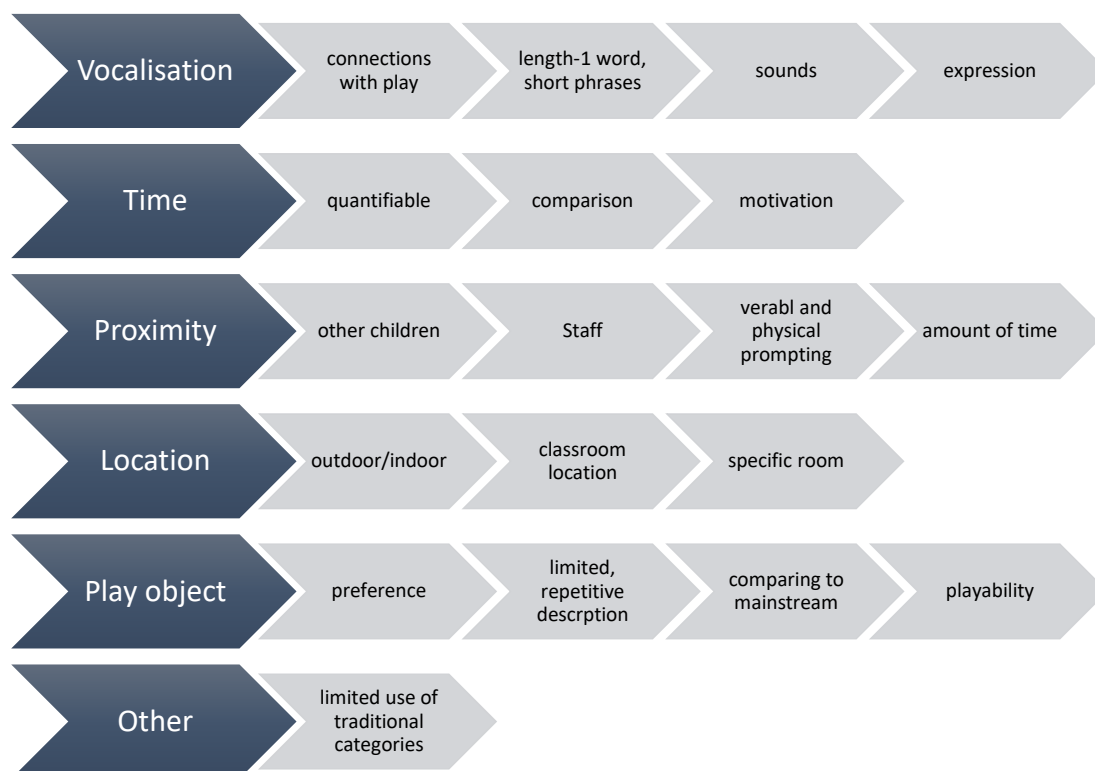 Vocalisation
connections
with play
length-1 word,
short phrases
sounds
expression
Time
quantifiable
comparison
motivation
Proximity
other children
Staff
verabl and
physical
prompting
amount of time
Location
outdoor/indoor
classroom
location
specific room
Play object
preference
limited,
repetitive
descrption
comparing to
mainstream
playability
Other
limited use of
traditional
categories